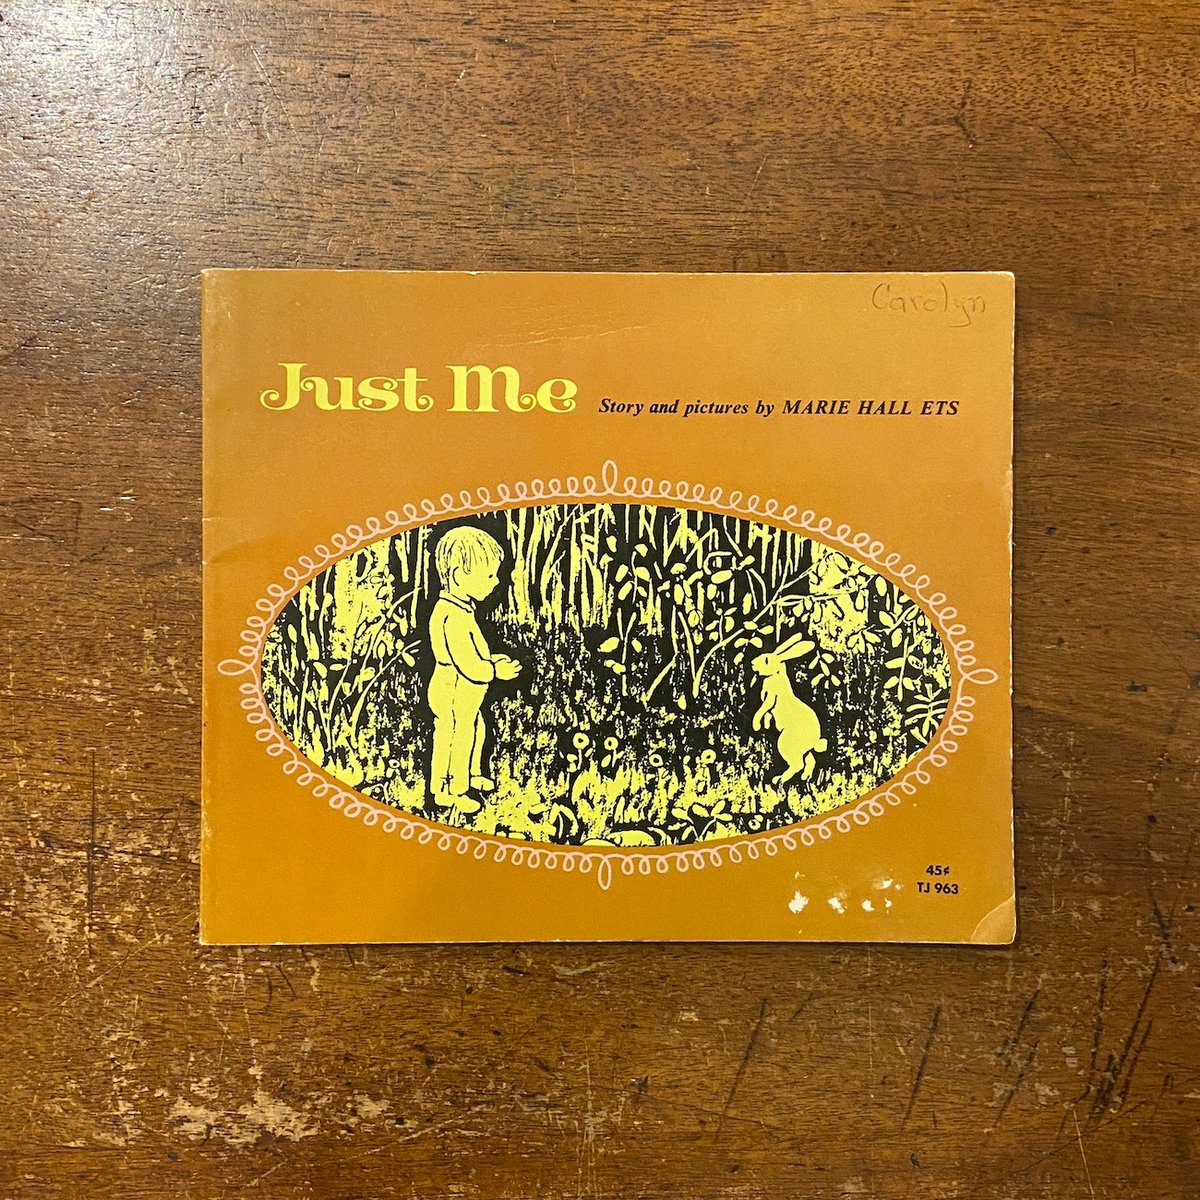 Carolyn
Just Me Story and pictures by MARIE HALL ETS
45¢
TJ 963